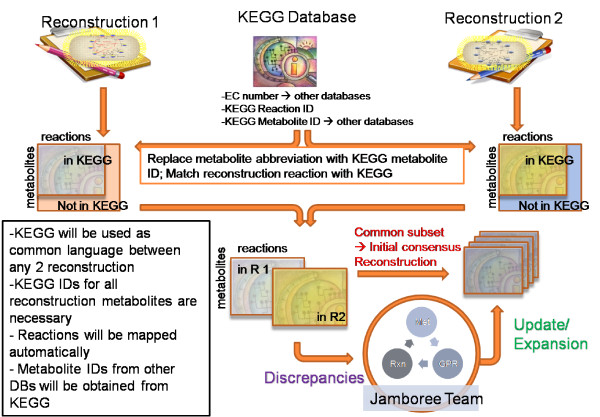 Reconstruction 1
KEGG Database
Reconstruction 2
-EC number → other databases
-KEGG Reaction ID
-KEGG Metabolite ID → other databases
reactions
metabolites
in KEGG
Not in KEGG
Replace metabolite abbreviation with KEGG metabolite
ID; Match reconstruction reaction with KEGG
reactions
metabolites
in KEGG
Not in KEGG
-KEGG will be used as
common language between
any 2 reconstruction
-KEGG IDs for all
reconstruction metabolites are
necessary
- Reactions will be mapped
automatically
- Metabolite IDs from other
DBs will be obtained from
KEGG
reactions
metabolites
in R 1
in R2
Common subset
→ Initial consensus
Reconstruction
Discrepancies
Rxn
GPR
Jamboree Team
Update/
Expansion